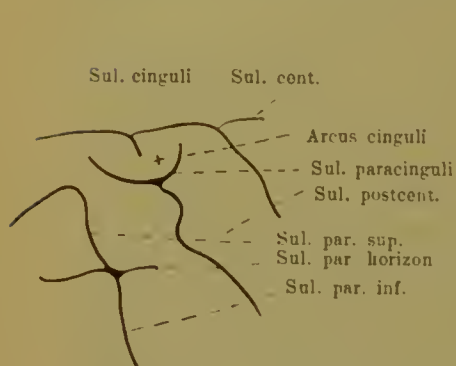 Sul. cinguli Sul. cent.
Arcus cinguli
Sul. paracinguli
Sul. postcent.
Sul. par. sup.
Sul. par horizon
Sul. par. inf.